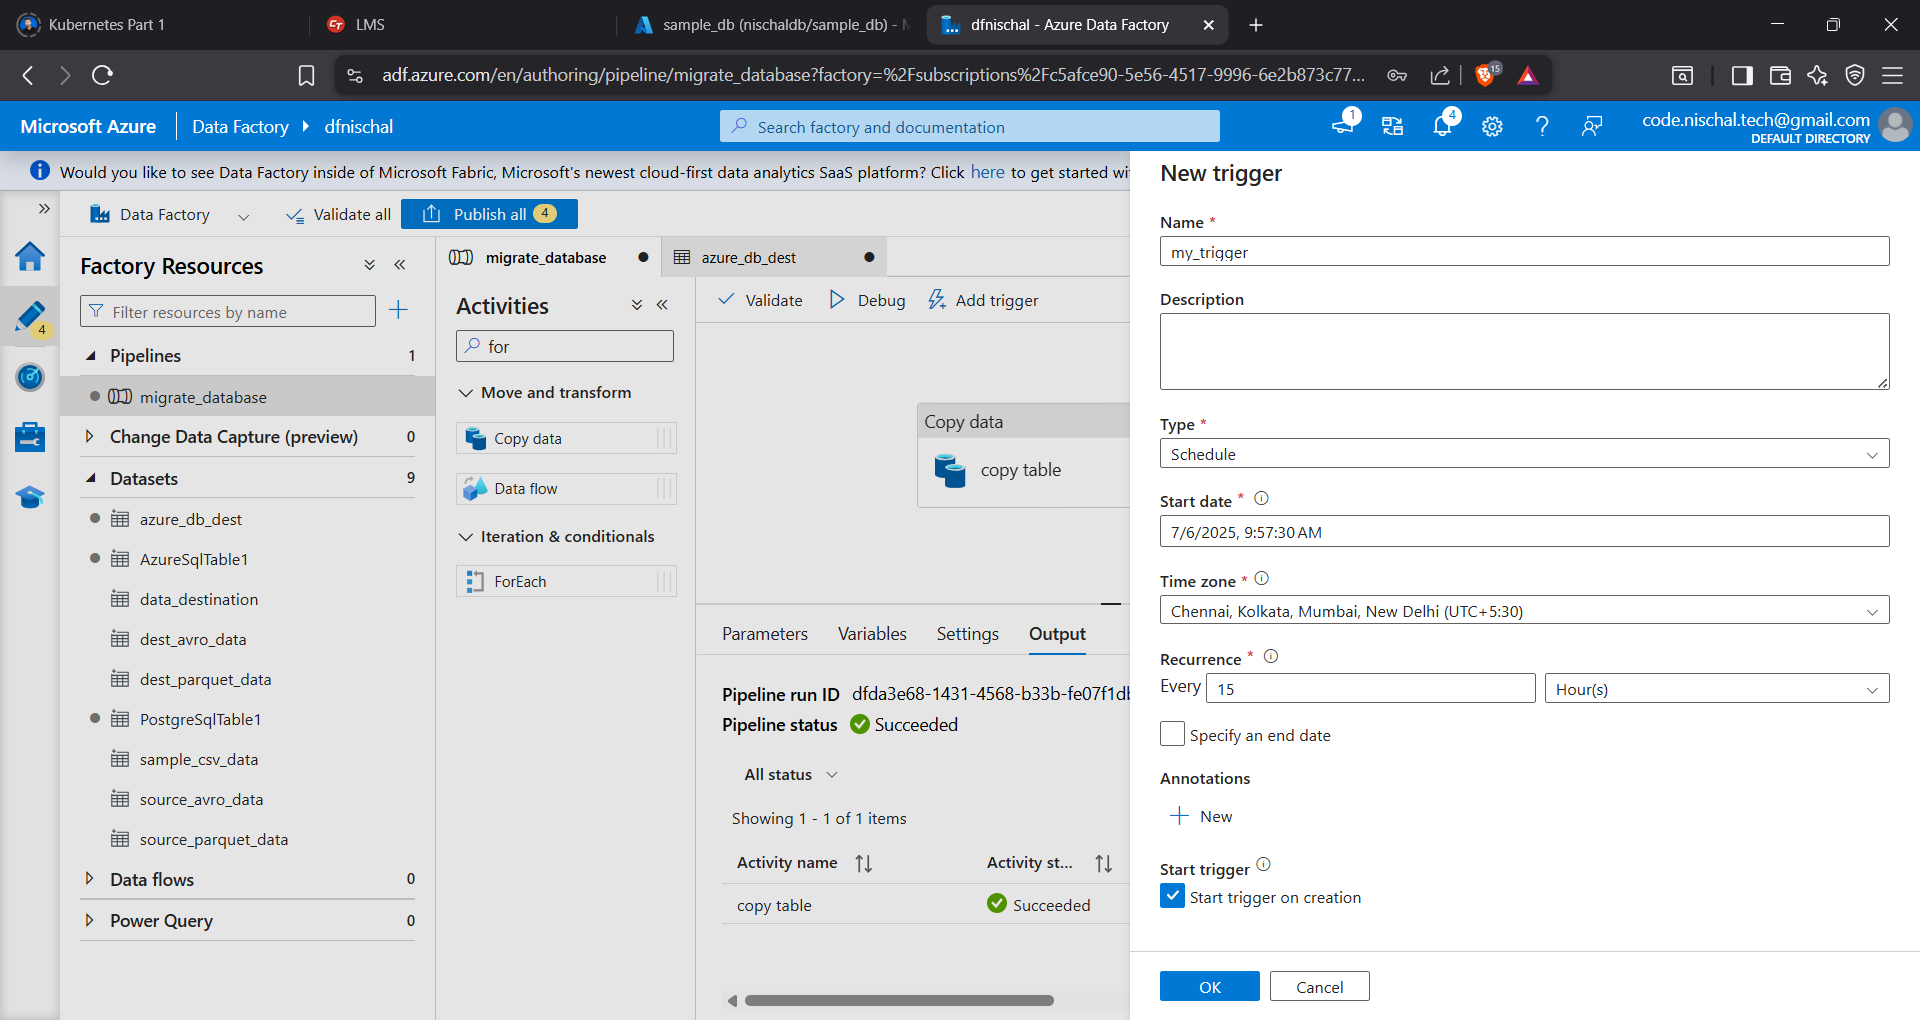 Kubernetes Part 1
LMS
sample_db (nischaldb/sample_db) -
dfnischal - Azure Data Factory
adf.azure.com/en/authoring/pipeline/migrate_database?factory=%2Fsubscriptions%2Fc5afce90-5e56-4517-9996-6e2b873c77...
15
Microsoft Azure
Data Factory
dfnischal
Search factory and documentation
1
4
code.nischal.tech@gmail.com
DEFAULT DIRECTORY
Would you like to see Data Factory inside of Microsoft Fabric, Microsoft's newest cloud-first data analytics SaaS platform? Click here to get started
Data Factory
Validate all
Publish all 4
4
Factory Resources
Filter resources by name
Pipelines 1
migrate_database
Change Data Capture (preview) 0
Datasets 9
azure_db_dest
AzureSqlTable1
data_destination
dest_avro_data
dest_parquet_data
PostgreSqlTable1
sample_csv_data
source_avro_data
source_parquet_data
Data flows 0
Power Query 0
migrate_database
azure_db_dest
Activities
for
Move and transform
Copy data
Data flow
Iteration & conditionals
ForEach
Validate
Debug
Add trigger
Copy data
copy table
Parameters
Variables
Settings
Output
Pipeline run ID dfda3e68-1431-4568-b33b-fe07f1d
Pipeline status Succeeded
All status
Showing 1 - 1 of 1 items
Activity name
Activity st...
copy table
Succeeded
New trigger
Name *
my_trigger
Description
Type *
Schedule
Start date *
7/6/2025, 9:57:30 AM
Time zone *
Chennai, Kolkata, Mumbai, New Delhi (UTC+5:30)
Recurrence *
Every 15 Hour(s)
Specify an end date
Annotations
New
Start trigger
Start trigger on creation
OK
Cancel